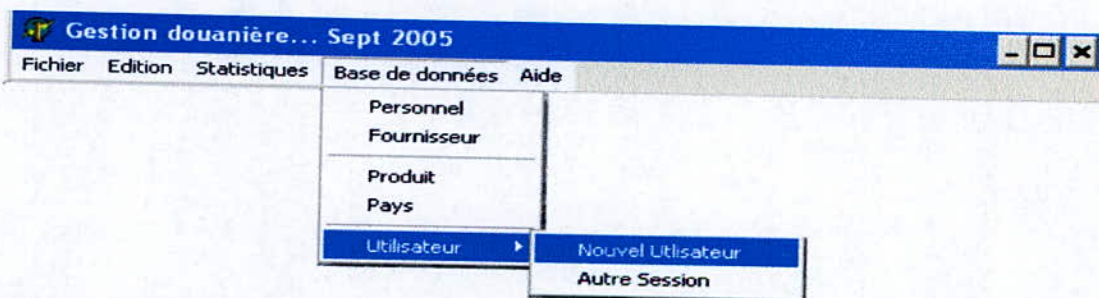 Gestion douanière... Sept 2005
Fichier Edition Statistiques Base de données Aide
Personnel
Fournisseur
Produit
Pays
Utilisateur
Nouvel Utlisateur
Autre Session